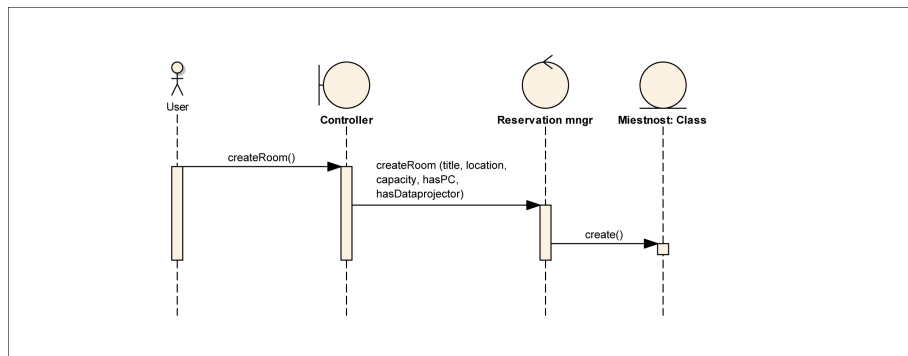 User
Controller
Reservation mngr
Miestnost: Class
createRoom()
createRoom (title, location,
capacity, hasPC,
hasDataprojector)
create()